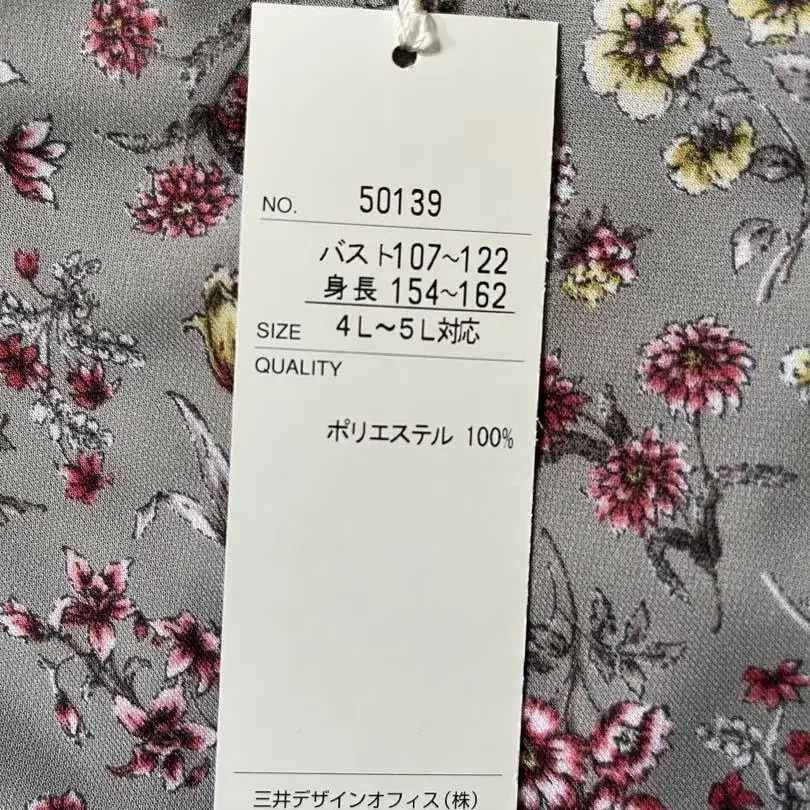 NO. 50139
バスト107~122
身長 154~162
SIZE 4L~5L対応
QUALITY
ポリエステル 100%
三井デザインオフィス(株)